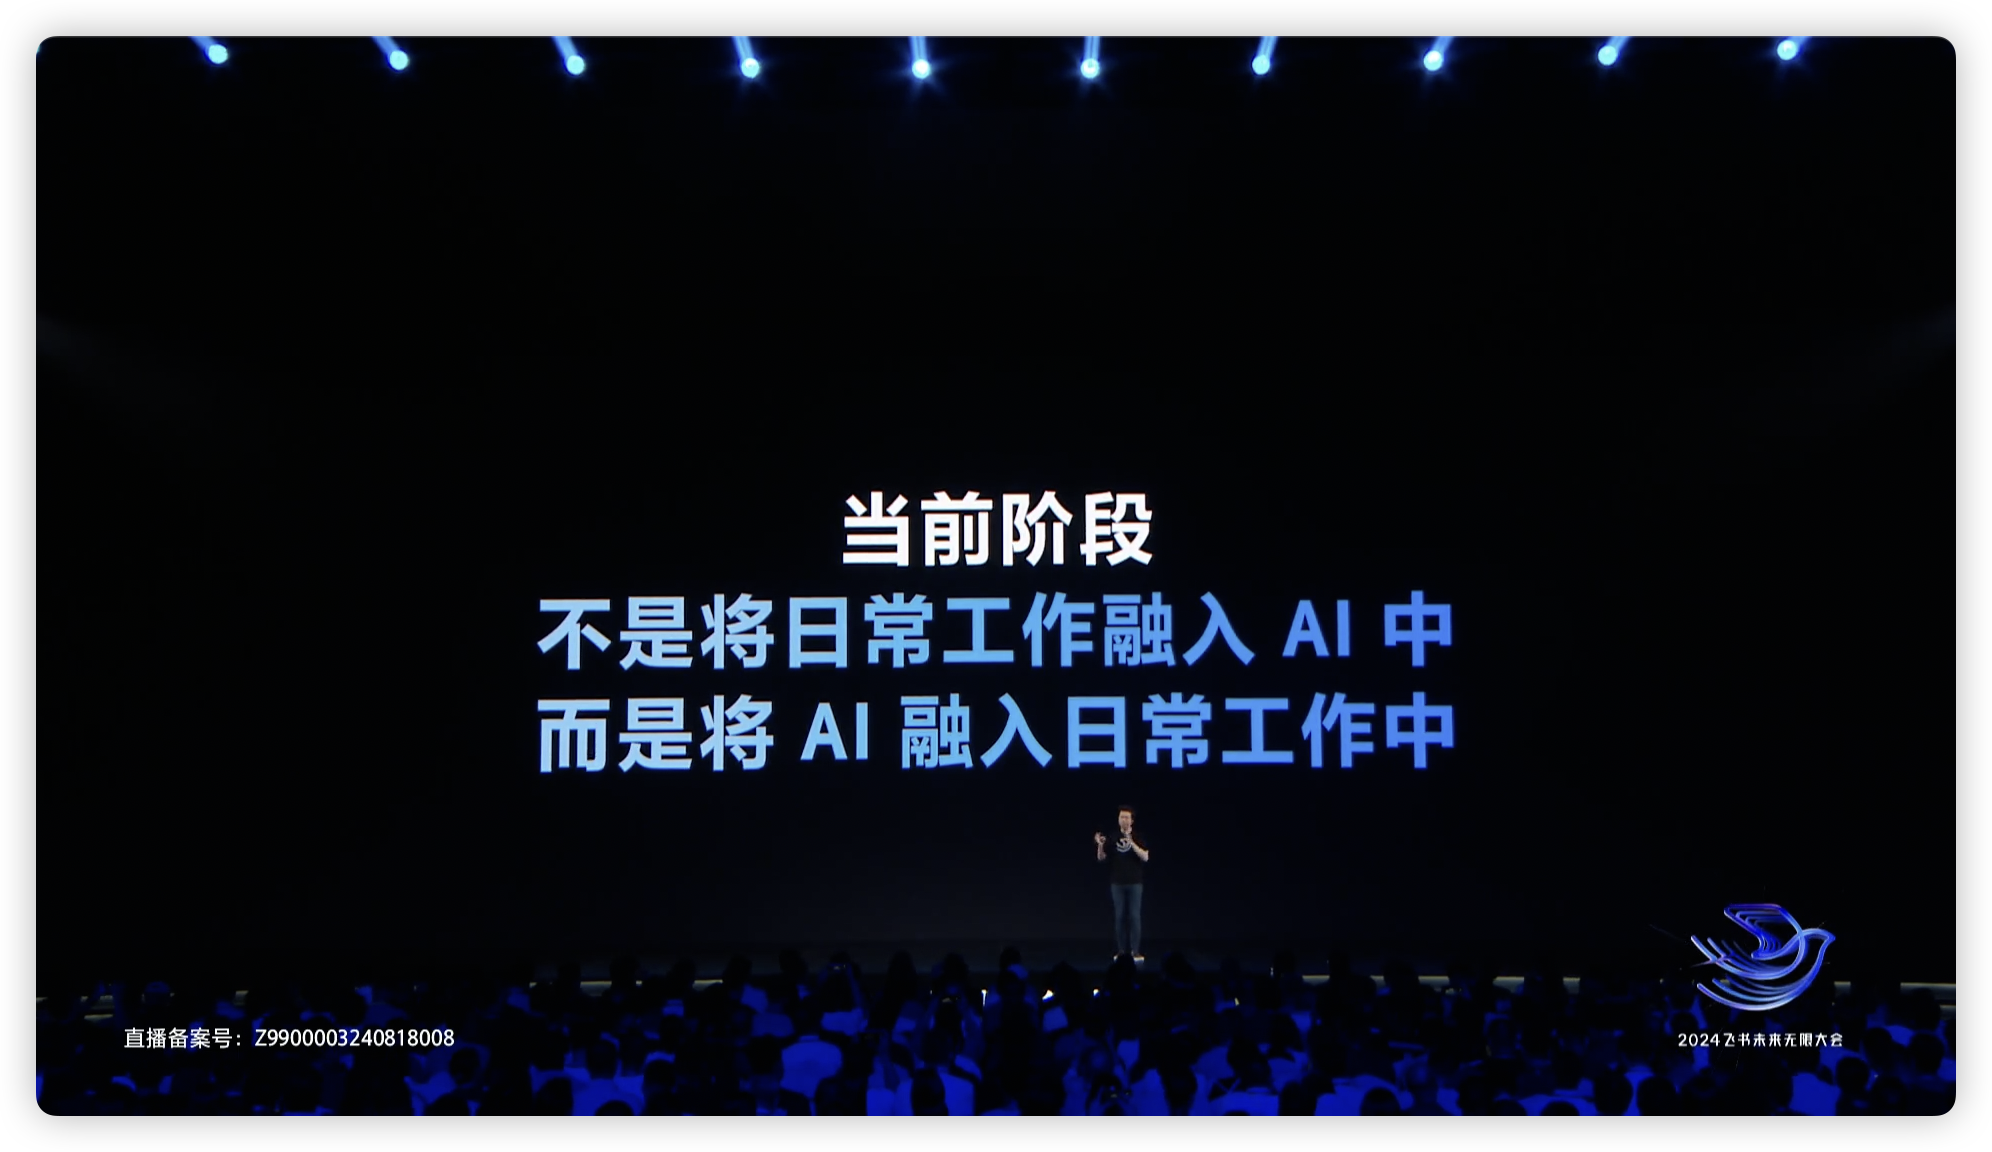 当前阶段
不是将日常工作融入 AI 中
而是将 AI 融入日常工作中
直播备案号：Z9900003240818008
2024飞书未来无限大会